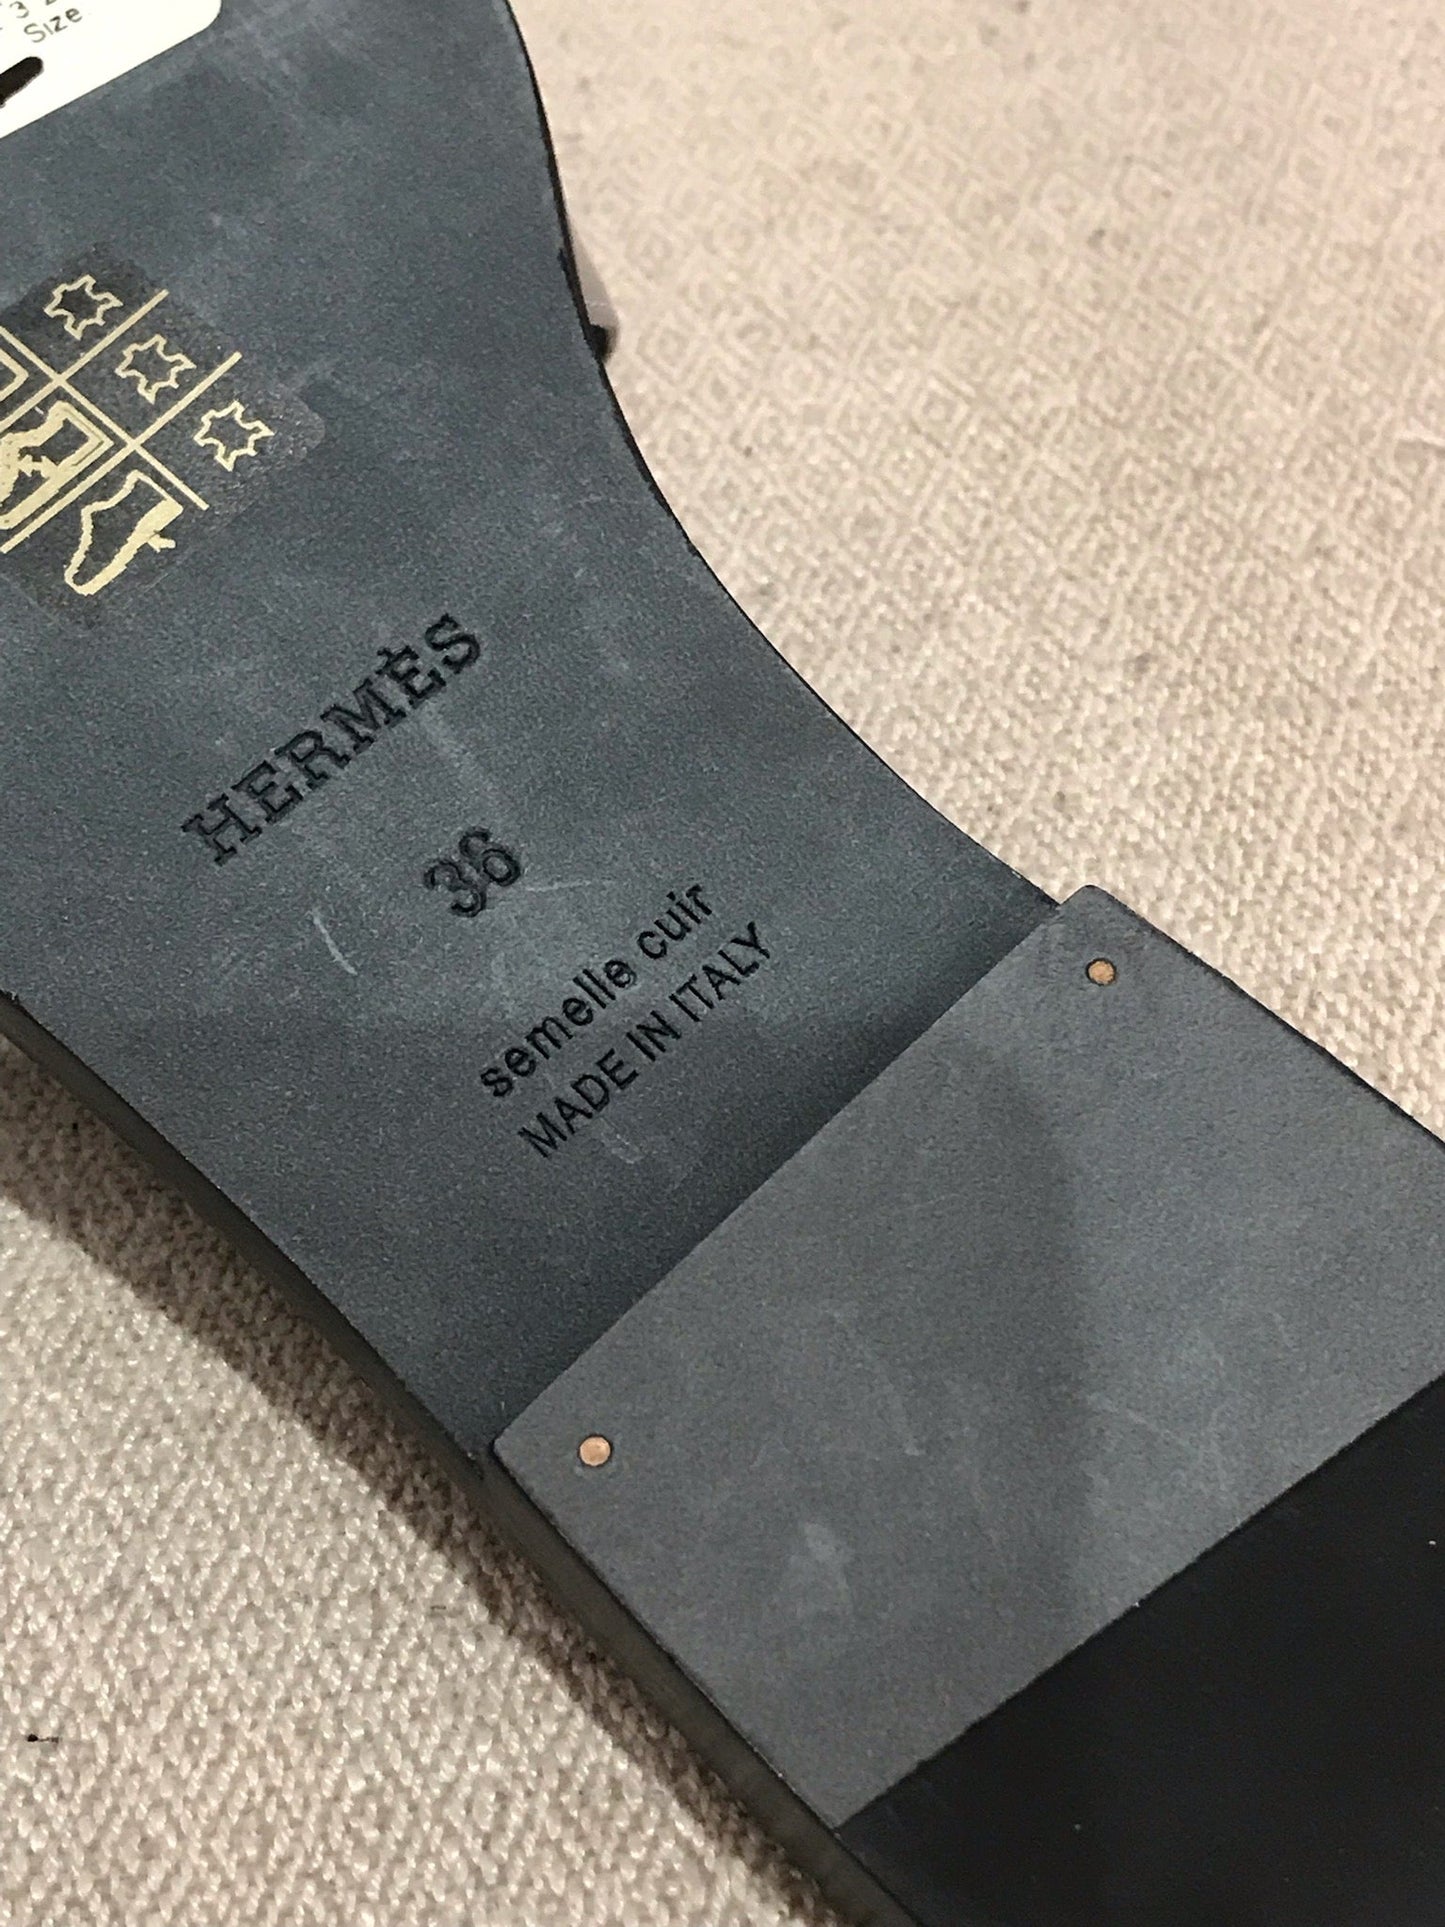 Size
HERMÈS
36
semelle cuir
MADE IN ITALY